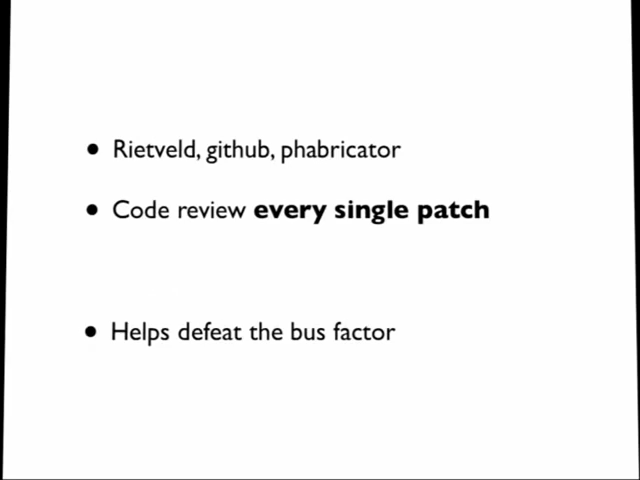 • Rietveld, github, phabricator
• Code review every single patch
• Helps defeat the bus factor